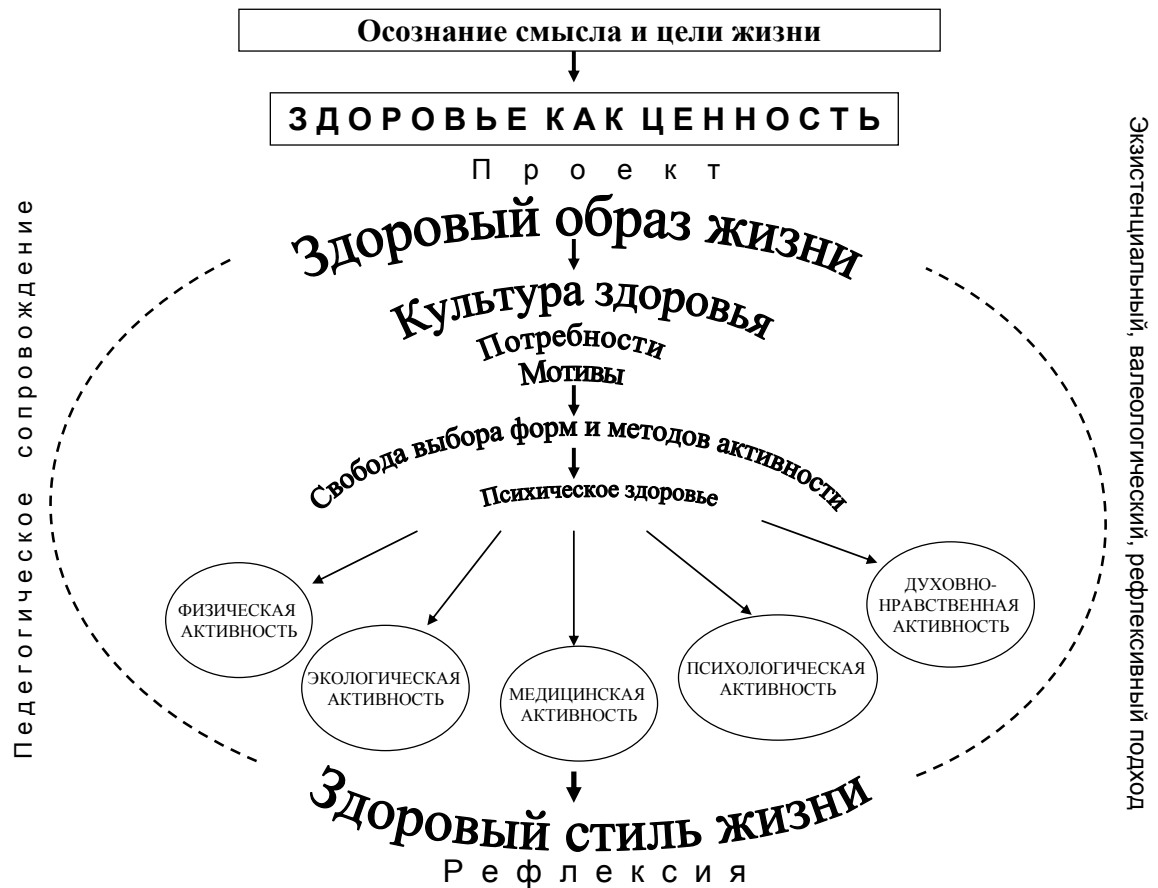 Осознание смысла и цели жизни
ЗДОРОВЬЕ КАК ЦЕННОСТЬ
Проект
Здоровый образ жизни
Культура здоровья
Потребности
Мотивы
Свобода выбора форм и методов активности
Психическое здоровье
ФИЗИЧЕСКАЯ
АКТИВНОСТЬ
ЭКОЛОГИЧЕСКАЯ
АКТИВНОСТЬ
МЕДИЦИНСКАЯ
АКТИВНОСТЬ
ПСИХОЛОГИЧЕСКАЯ
АКТИВНОСТЬ
ДУХОВНО-
НРАВСТВЕННАЯ
АКТИВНОСТЬ
Здоровый стиль жизни
Рефлексия
Педегогическое сопровождение
Экзистенциальный, валеологический, рефлексивный подход